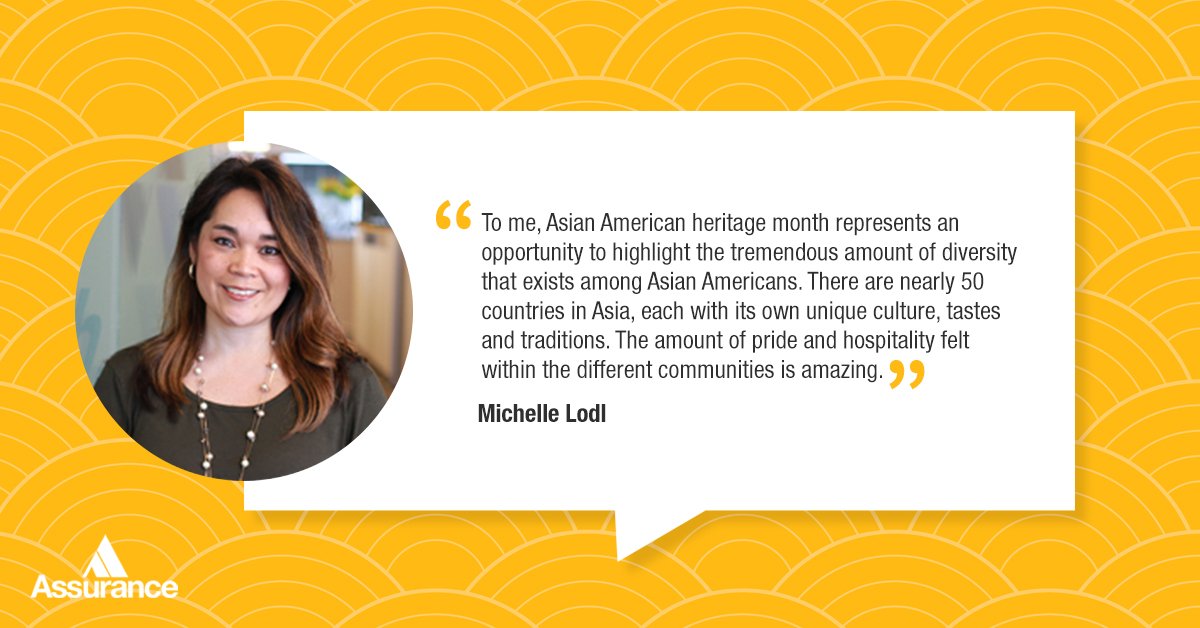 “ To me, Asian American heritage month represents an
opportunity to highlight the tremendous amount of diversity
that exists among Asian Americans. There are nearly 50
countries in Asia, each with its own unique culture, tastes
and traditions. The amount of pride and hospitality felt
within the different communities is amazing. ”
Michelle Lodl
Assurance